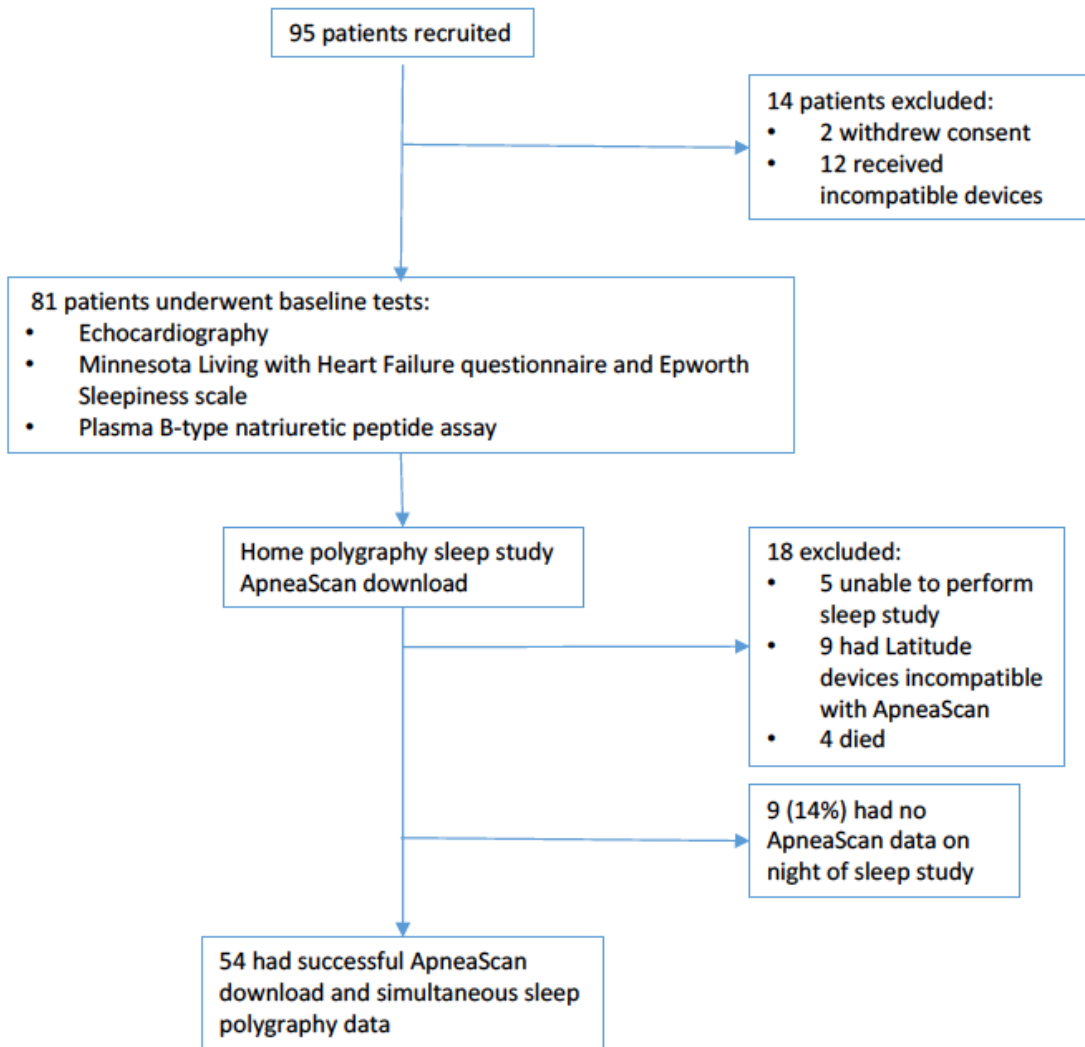 95 patients recruited
14 patients excluded:
• 2 withdrew consent
• 12 received
incompatible devices
81 patients underwent baseline tests:
• Echocardiography
• Minnesota Living with Heart Failure questionnaire and Epworth
Sleepiness scale
• Plasma B-type natriuretic peptide assay
Home polygraphy sleep study
ApneaScan download
18 excluded:
• 5 unable to perform
sleep study
• 9 had Latitude
devices incompatible
with ApneaScan
• 4 died
9 (14%) had no
ApneaScan data on
night of sleep study
54 had successful ApneaScan
download and simultaneous sleep
polygraphy data